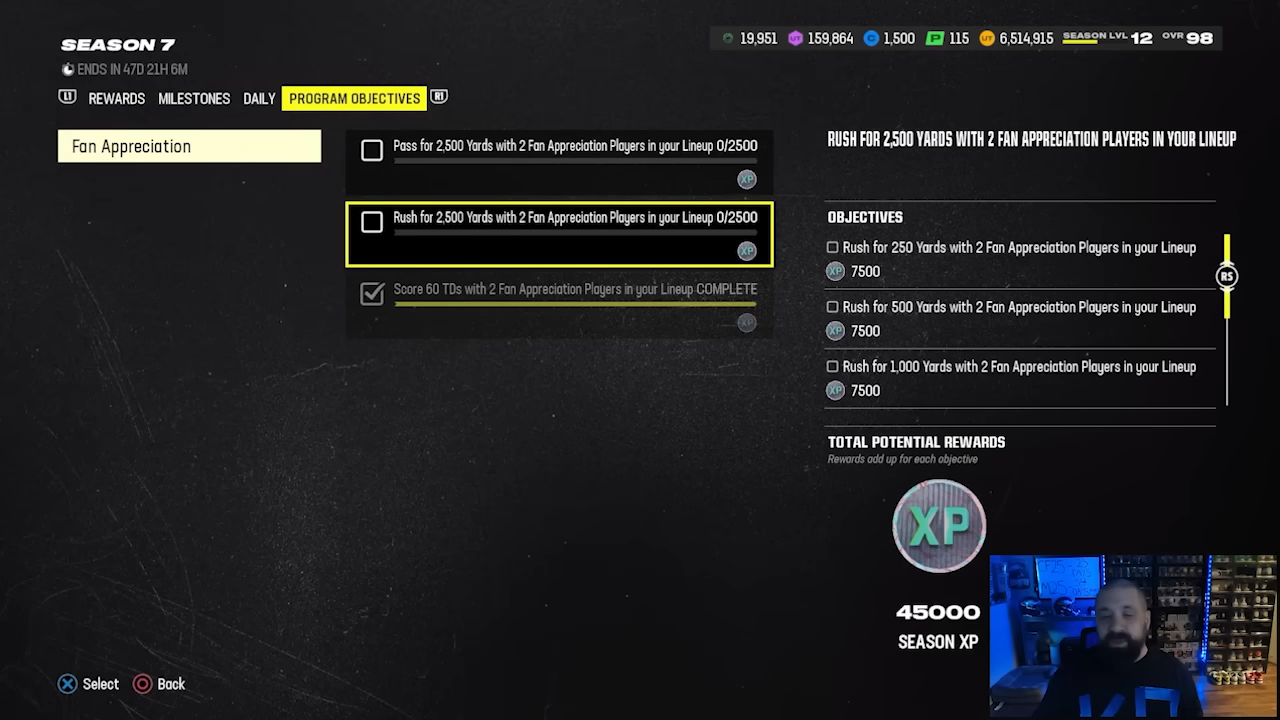 SEASON 7
19,951 UT 159,864 C 1,500 P 115 UT 6,514,915 SEASON LVL 12 OVR 98
ENDS IN 47D 21H 6M
L1 REWARDS MILESTONES DAILY PROGRAM OBJECTIVES R1
Fan Appreciation
Pass for 2,500 Yards with 2 Fan Appreciation Players in your Lineup 0/2500
XP
Rush for 2,500 Yards with 2 Fan Appreciation Players in your Lineup 0/2500
XP
Score 60 TDs with 2 Fan Appreciation Players in your Lineup COMPLETE
XP
RUSH FOR 2,500 YARDS WITH 2 FAN APPRECIATION PLAYERS IN YOUR LINEUP
OBJECTIVES
Rush for 250 Yards with 2 Fan Appreciation Players in your Lineup
XP 7500
RS
Rush for 500 Yards with 2 Fan Appreciation Players in your Lineup
XP 7500
Rush for 1,000 Yards with 2 Fan Appreciation Players in your Lineup
XP 7500
TOTAL POTENTIAL REWARDS
Rewards add up for each objective
XP
45000
SEASON XP
Select Back